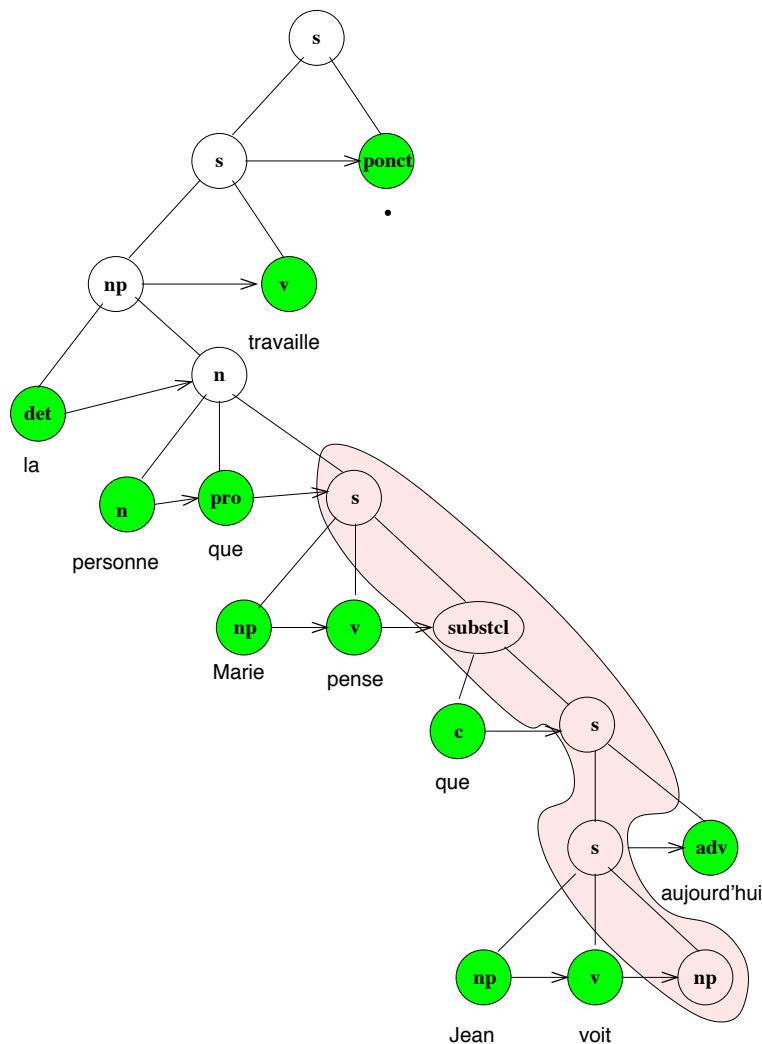 s
s ponct
.
np v
travaille
n
det
la
n pro s
personne que
np v substcl
Marie pense
c s
que
s adv
aujourd'hui
np v np
Jean voit